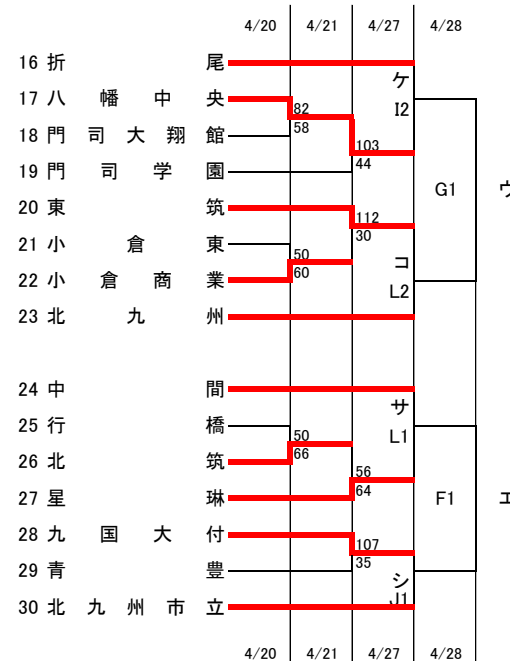 4/20 4/21 4/27 4/28
16 折尾
ケ
17 八幡中央
I2
82
18 門司大翔館
58
103
19 門司学園
44
G1
ウ
20 東筑
112
30
21 小倉東
50
コ
22 小倉商業
60
L2
23 北九州
24 中間
サ
25 行橋
L1
50
26 北筑
66
56
27 星琳
64
F1
エ
28 九国大付
107
29 青豊
35
シ
J1
30 北九州市立
4/20 4/21 4/27 4/28